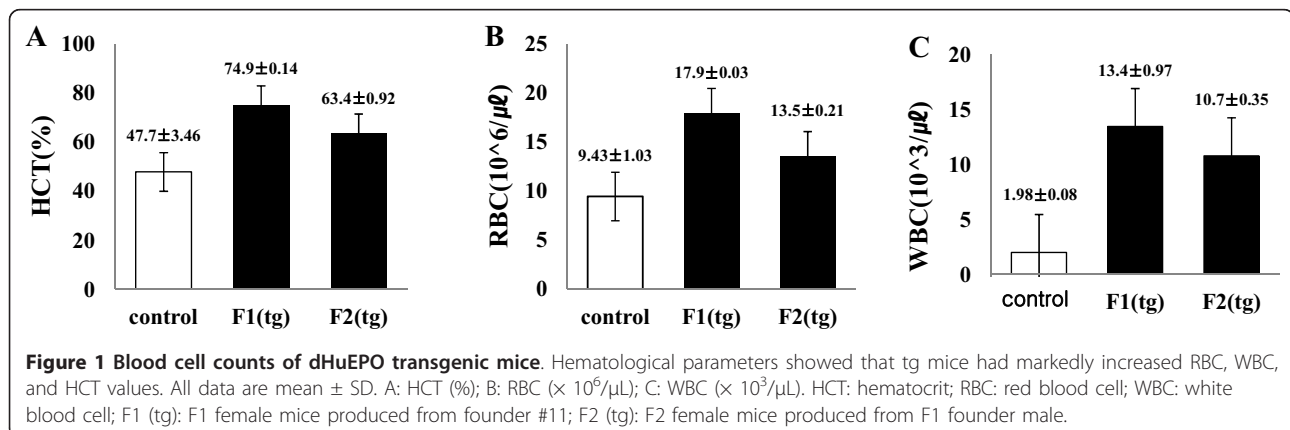 A
HCT(%)
100
80
60
40
20
0
47.7±3.46
74.9±0.14
63.4±0.92
control F1(tg) F2(tg)
B
RBC(10^6/µℓ)
25
20
15
10
5
0
9.43±1.03
17.9±0.03
13.5±0.21
control F1(tg) F2(tg)
C
WBC(10^3/µℓ)
20
15
10
5
0
1.98±0.08
13.4±0.97
10.7±0.35
control F1(tg) F2(tg)
Figure 1 Blood cell counts of dHuEPO transgenic mice. Hematological parameters showed that tg mice had markedly increased RBC, WBC,
and HCT values. All data are mean ± SD. A: HCT (%); B: RBC (× 10⁶/μL); C: WBC (× 10³/μL). HCT: hematocrit; RBC: red blood cell; WBC: white
blood cell; F1 (tg): F1 female mice produced from founder #11; F2 (tg): F2 female mice produced from F1 founder male.